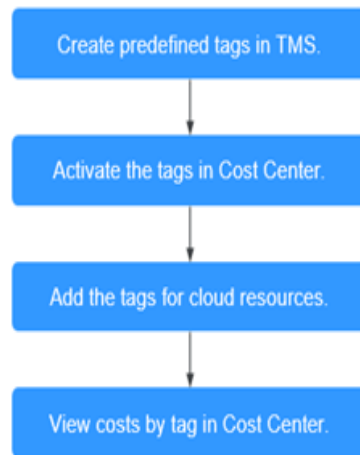 Create predefined tags in TMS.
Activate the tags in Cost Center.
Add the tags for cloud resources.
View costs by tag in Cost Center.